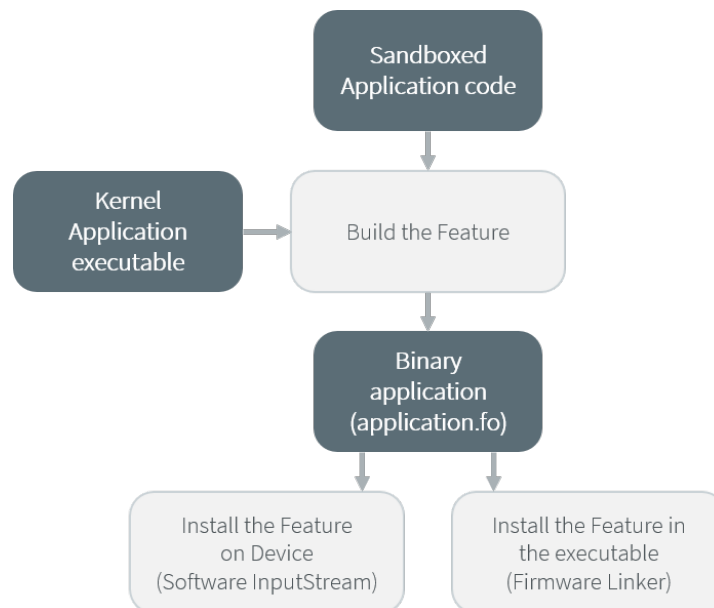 Sandboxed
Application code
Kernel
Application
executable
Build the Feature
Binary
application
(application.fo)
Install the Feature
on Device
(Software InputStream)
Install the Feature in
the executable
(Firmware Linker)